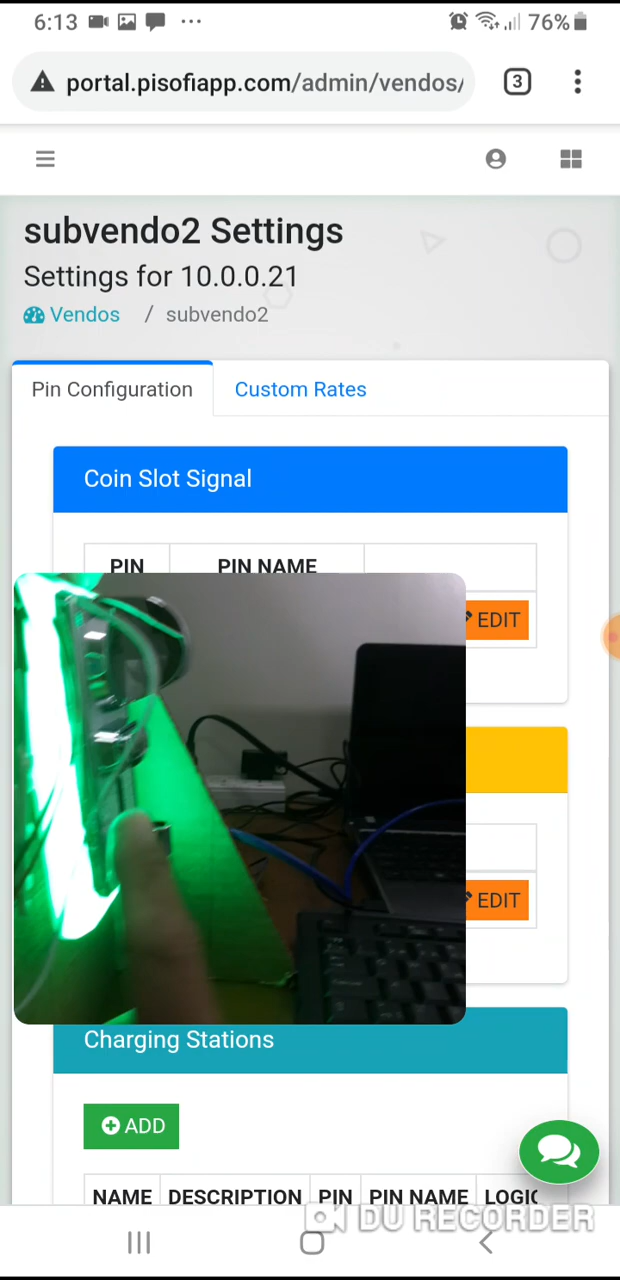 6:13
76%
portal.pisofiapp.com/admin/vendos/
3
subvendo2 Settings
Settings for 10.0.0.21
Vendos / subvendo2
Pin Configuration
Custom Rates
Coin Slot Signal
PIN
PIN NAME
EDIT
EDIT
Charging Stations
ADD
NAME DESCRIPTION PIN PIN NAME LOGIC
DU RECORDER